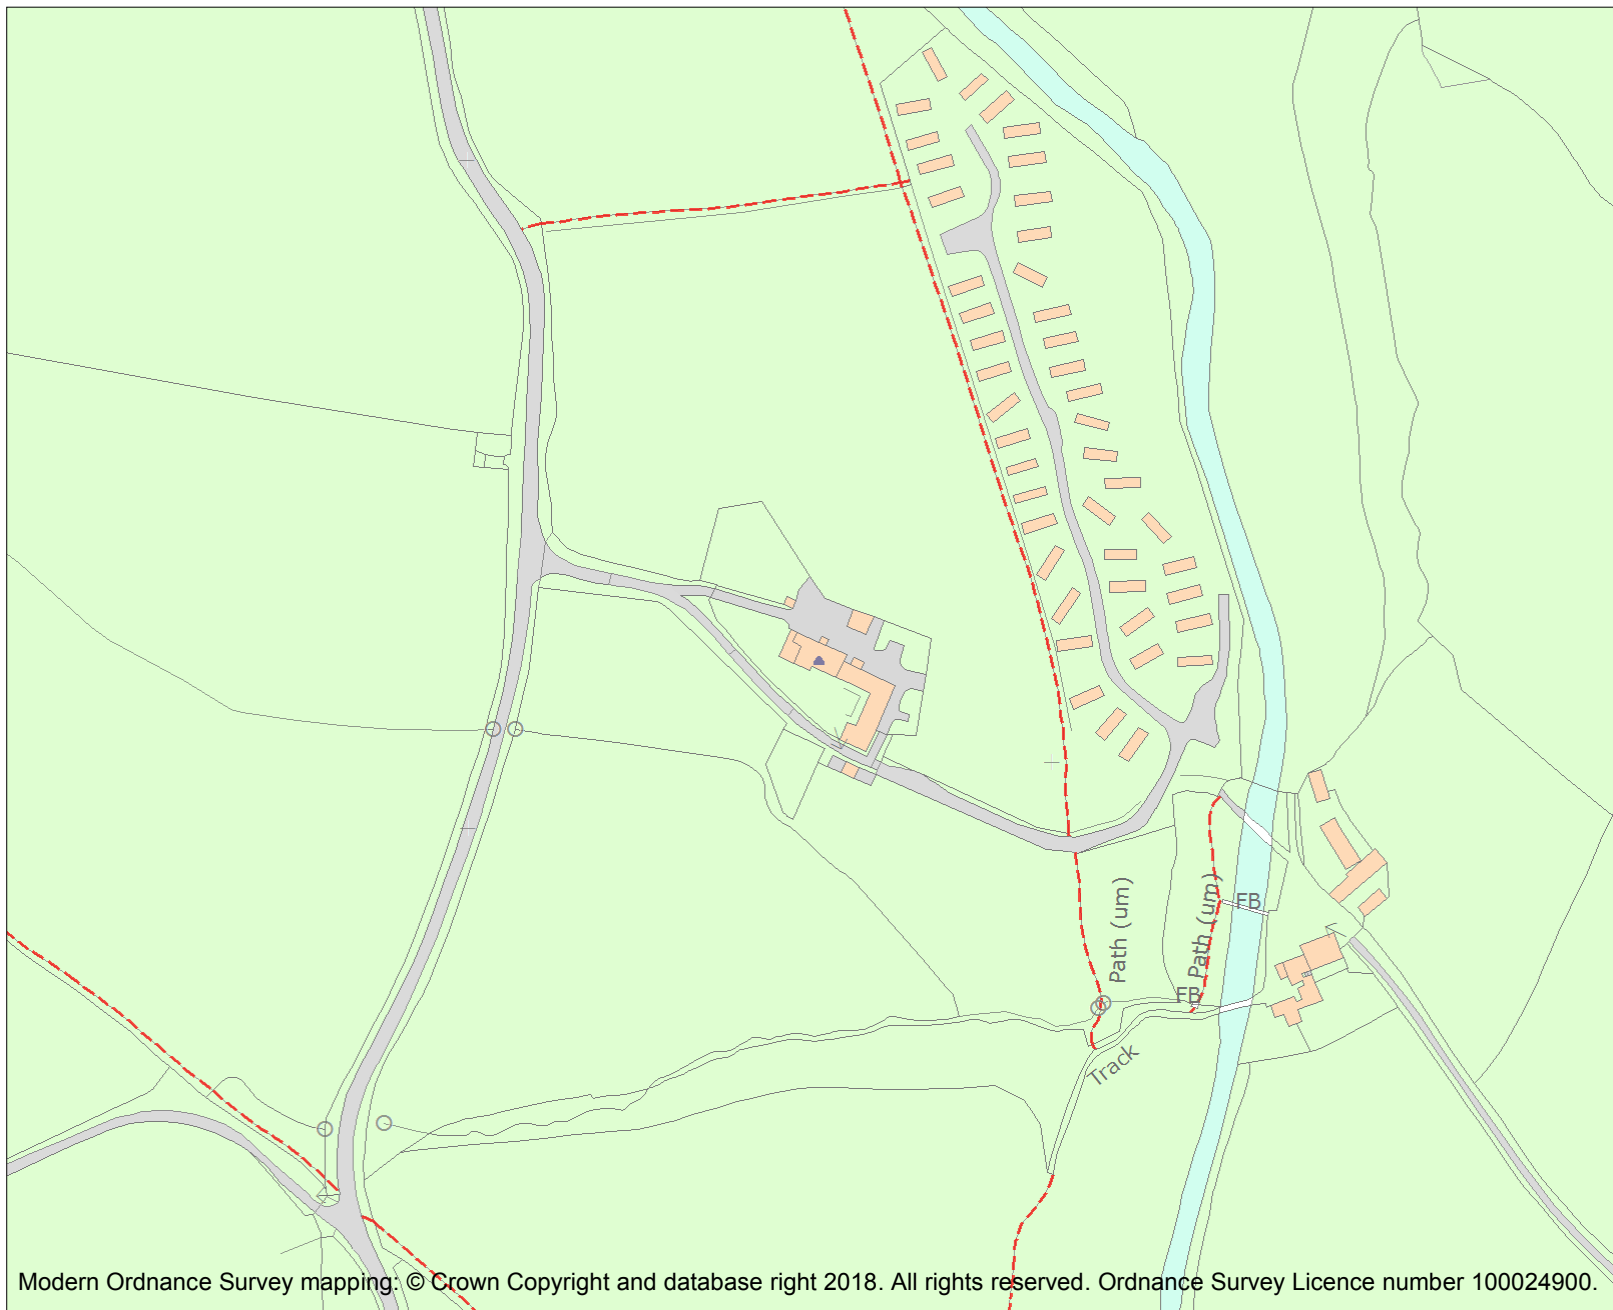 Path (um)
Path (um)
FB
FB
Track
Modern Ordnance Survey mapping: © Crown Copyright and database right 2018. All rights reserved. Ordnance Survey Licence number 100024900.